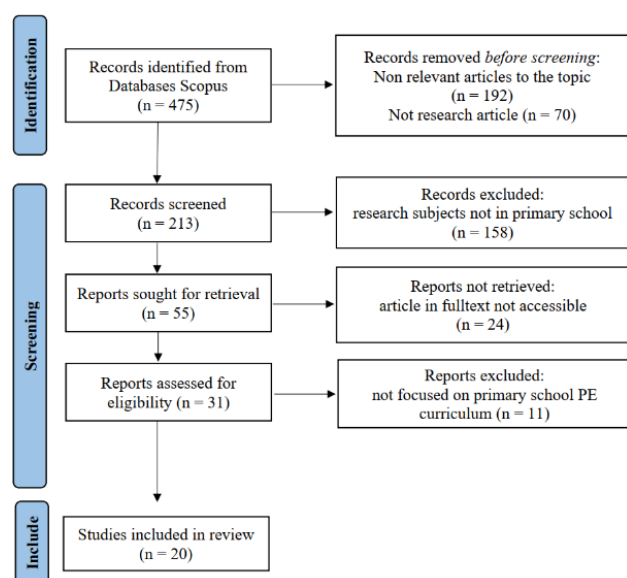 Identification
Records identified from
Databases Scopus
(n = 475)
Records removed before screening:
Non relevant articles to the topic
(n = 192)
Not research article (n = 70)
Screening
Records screened
(n = 213)
Records excluded:
research subjects not in primary school
(n = 158)
Reports sought for retrieval
(n = 55)
Reports not retrieved:
article in fulltext not accessible
(n = 24)
Reports assessed for
eligibility (n = 31)
Reports excluded:
not focused on primary school PE
curriculum (n = 11)
Include
Studies included in review
(n = 20)